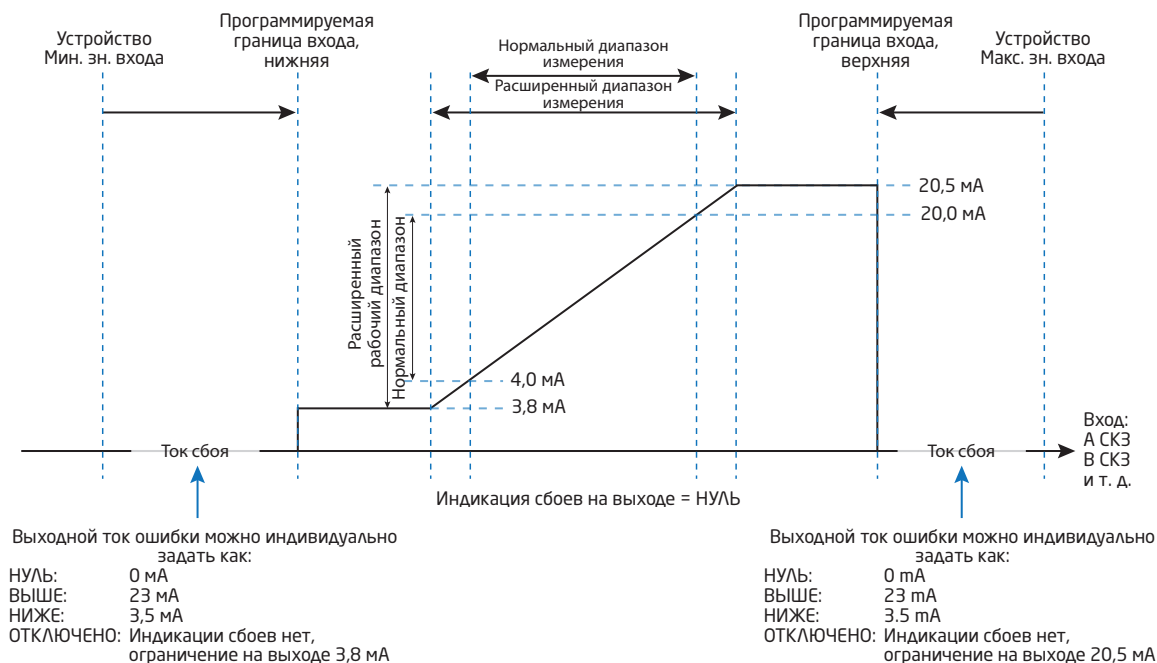 Устройство
Мин. зн. входа
Программируемая
граница входа,
нижняя
Нормальный диапазон
измерения
Расширенный диапазон
измерения
Программируемая
граница входа,
верхняя
Устройство
Макс. зн. входа
20,5 мА
20,0 мА
Расширенный
рабочий диапазон
Нормальный диапазон
4,0 мА
3,8 мА
Вход:
А СКЗ
В СКЗ
и т. д.
Ток сбоя
Ток сбоя
Индикация сбоев на выходе = НУЛЬ
Выходной ток ошибки можно индивидуально
задать как:
НУЛЬ: 0 мА
ВЫШЕ: 23 мА
НИЖЕ: 3,5 мА
ОТКЛЮЧЕНО: Индикации сбоев нет,
ограничение на выходе 3,8 мА
Выходной ток ошибки можно индивидуально
задать как:
НУЛЬ: 0 mA
ВЫШЕ: 23 mA
НИЖЕ: 3.5 mA
ОТКЛЮЧЕНО: Индикации сбоев нет,
ограничение на выходе 20,5 мА